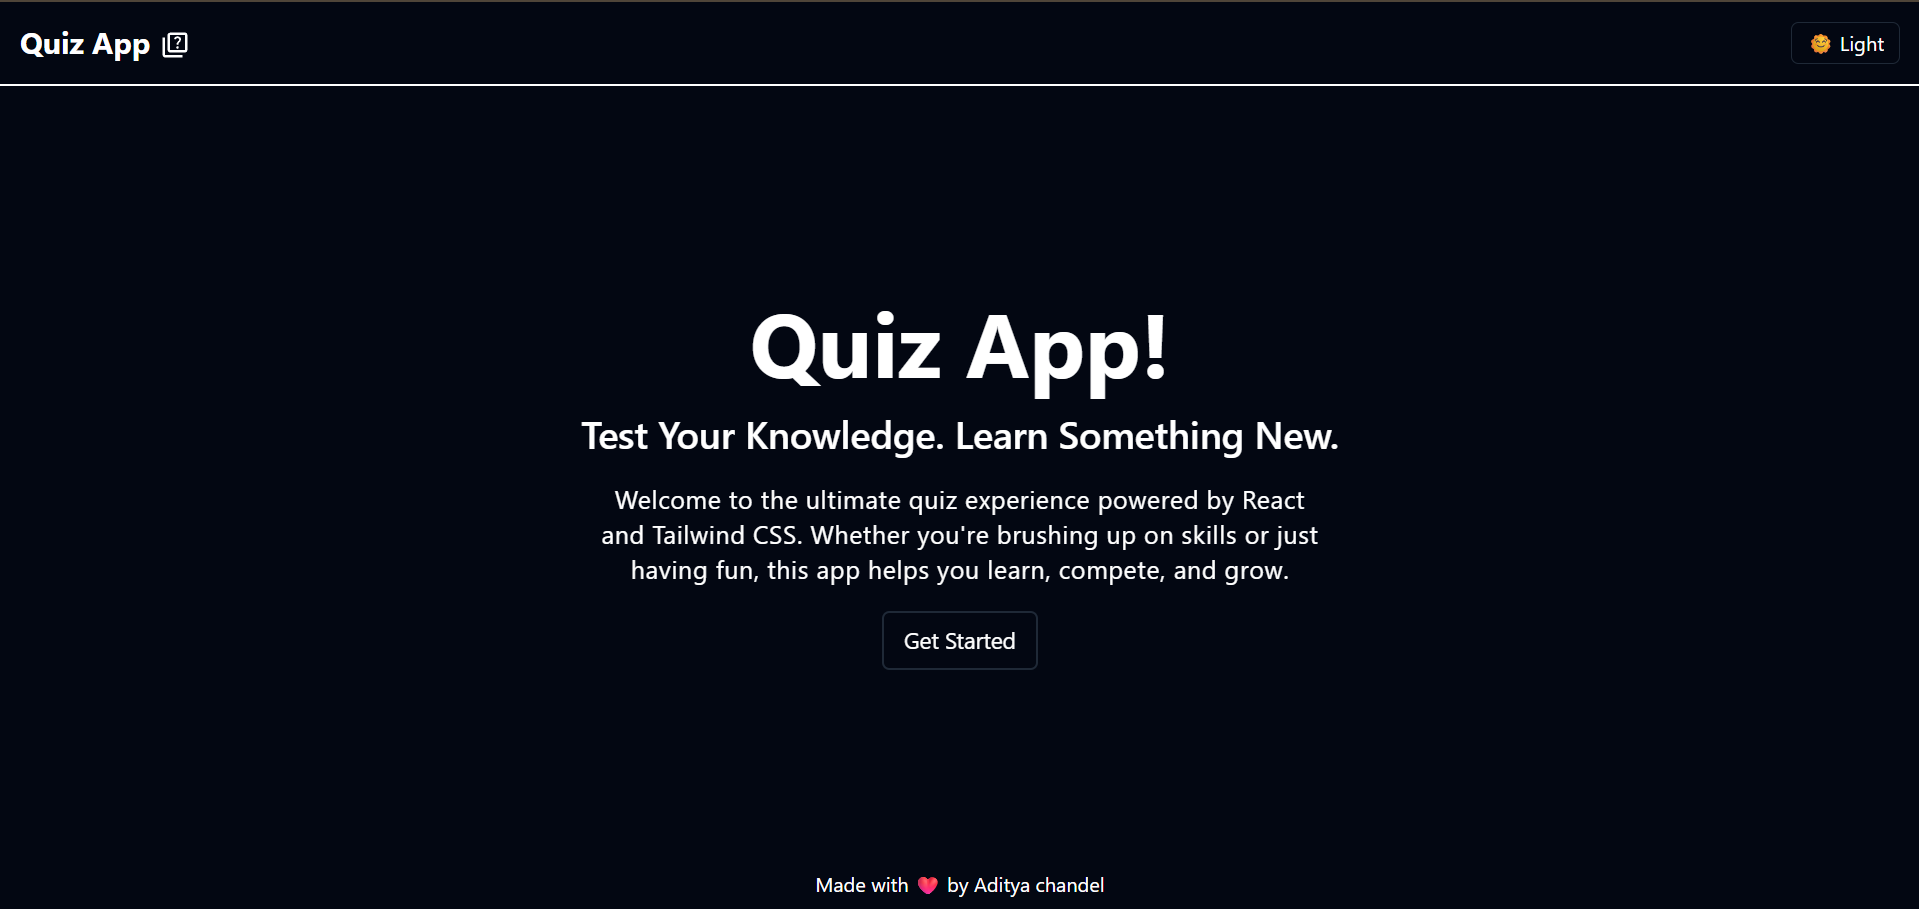 Quiz App
Light
Quiz App!
Test Your Knowledge. Learn Something New.
Welcome to the ultimate quiz experience powered by React
and Tailwind CSS. Whether you're brushing up on skills or just
having fun, this app helps you learn, compete, and grow.
Get Started
Made with ❤️ by Aditya chandel